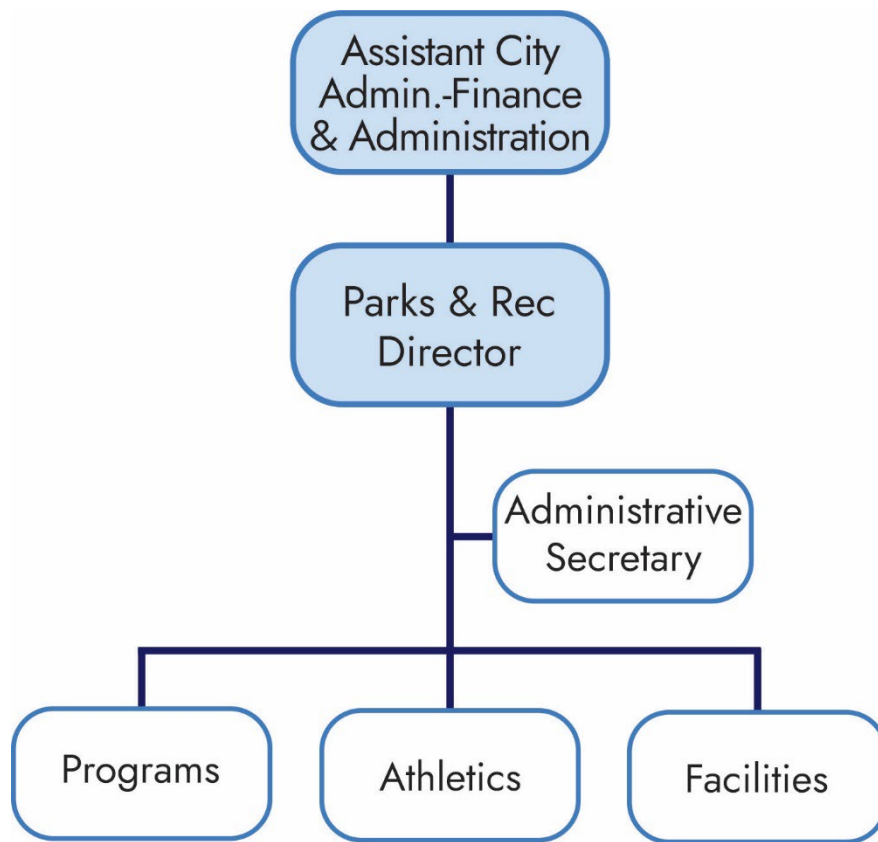 Assistant City
Admin.-Finance
& Administration
Parks & Rec
Director
Administrative
Secretary
Programs
Athletics
Facilities